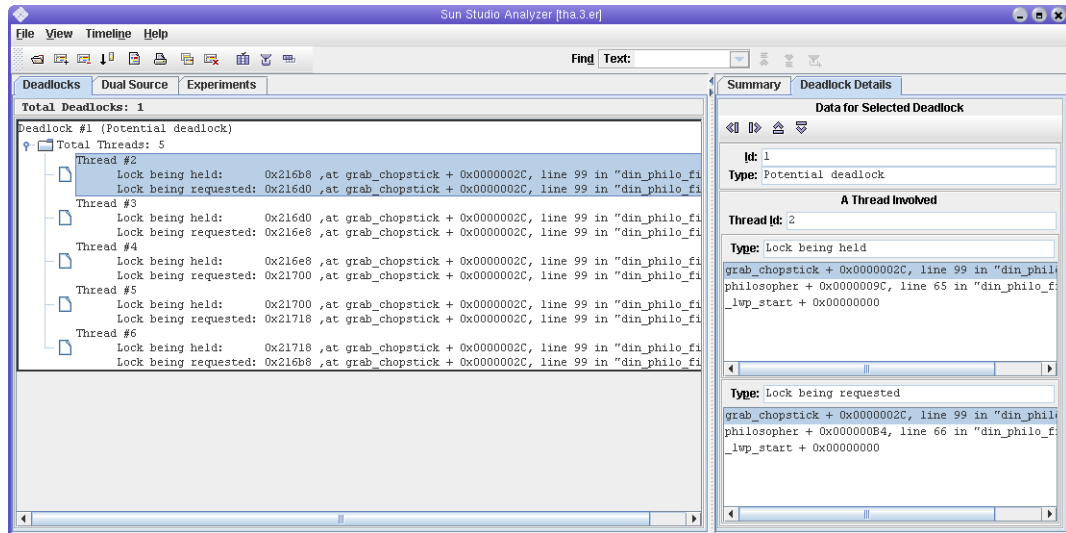 Sun Studio Analyzer [tha.3.er]
File View Timeline Help
Find Text:
Deadlocks Dual Source Experiments
Total Deadlocks: 1
Deadlock #1 (Potential deadlock)
Total Threads: 5
Thread #2
Lock being held: 0x216b8 ,at grab_chopstick + 0x0000002C, line 99 in "din_philo_fi
Lock being requested: 0x216d0 ,at grab_chopstick + 0x0000002C, line 99 in "din_philo_fi
Thread #3
Lock being held: 0x216d0 ,at grab_chopstick + 0x0000002C, line 99 in "din_philo_fi
Lock being requested: 0x216e8 ,at grab_chopstick + 0x0000002C, line 99 in "din_philo_fi
Thread #4
Lock being held: 0x216e8 ,at grab_chopstick + 0x0000002C, line 99 in "din_philo_fi
Lock being requested: 0x21700 ,at grab_chopstick + 0x0000002C, line 99 in "din_philo_fi
Thread #5
Lock being held: 0x21700 ,at grab_chopstick + 0x0000002C, line 99 in "din_philo_fi
Lock being requested: 0x21718 ,at grab_chopstick + 0x0000002C, line 99 in "din_philo_fi
Thread #6
Lock being held: 0x21718 ,at grab_chopstick + 0x0000002C, line 99 in "din_philo_fi
Lock being requested: 0x216b8 ,at grab_chopstick + 0x0000002C, line 99 in "din_philo_fi
Summary Deadlock Details
Data for Selected Deadlock
Id: 1
Type: Potential deadlock
A Thread Involved
Thread Id: 2
Type: Lock being held
grab_chopstick + 0x0000002C, line 99 in "din_phil
philosopher + 0x0000009C, line 65 in "din_philo_f
_lwp_start + 0x00000000
Type: Lock being requested
grab_chopstick + 0x0000002C, line 99 in "din_phil
philosopher + 0x000000B4, line 66 in "din_philo_f
_lwp_start + 0x00000000